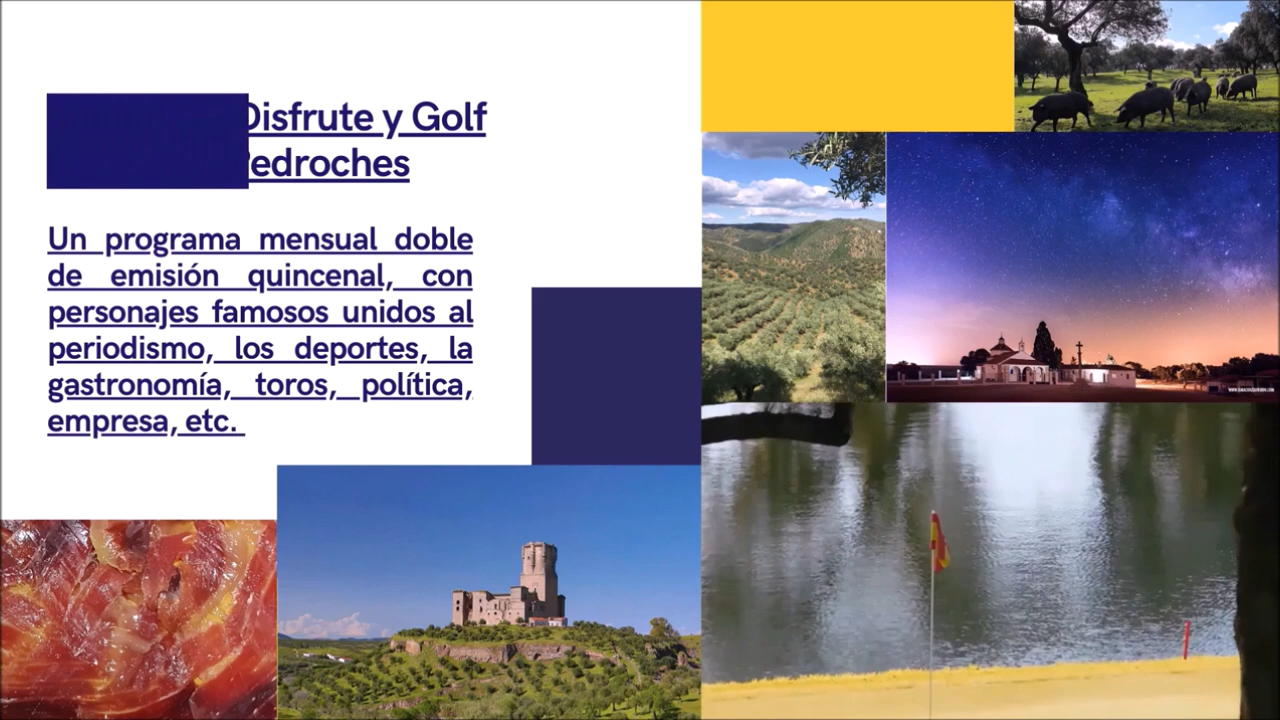 Disfrute y Golf
Pedroches
Un programa mensual doble
de emisión quincenal, con
personajes famosos unidos al
periodismo, los deportes, la
gastronomía, toros, política,
empresa, etc.